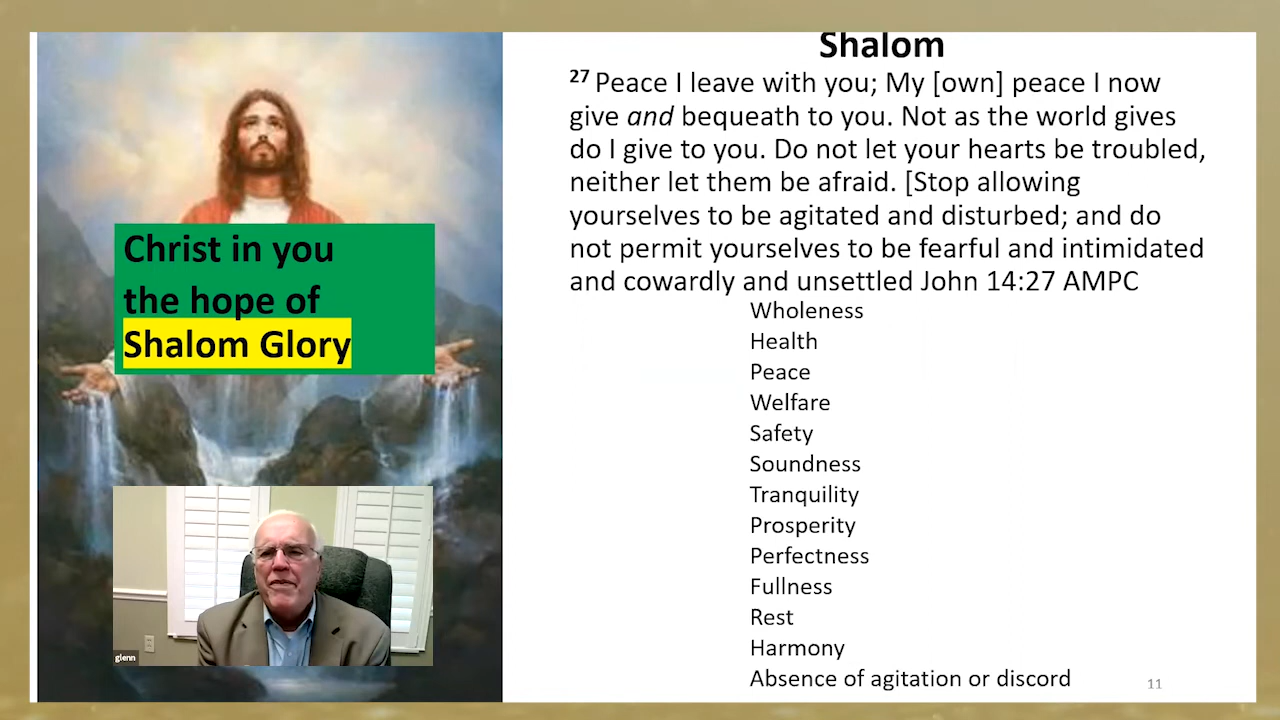 Shalom
27 Peace I leave with you; My [own] peace I now
give and bequeath to you. Not as the world gives
do I give to you. Do not let your hearts be troubled,
neither let them be afraid. [Stop allowing
yourselves to be agitated and disturbed; and do
not permit yourselves to be fearful and intimidated
and cowardly and unsettled John 14:27 AMPC
Wholeness
Health
Peace
Welfare
Safety
Soundness
Tranquility
Prosperity
Perfectness
Fullness
Rest
Harmony
Absence of agitation or discord
11
Christ in you
the hope of
Shalom Glory
glenn